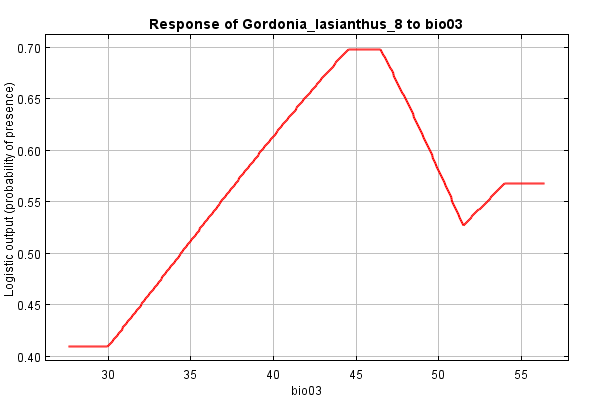 Response of Gordonia_lasianthus_8 to bio03
Logistic output (probability of presence)
0.70
0.65
0.60
0.55
0.50
0.45
0.40
30 35 40 45 50 55
bio03